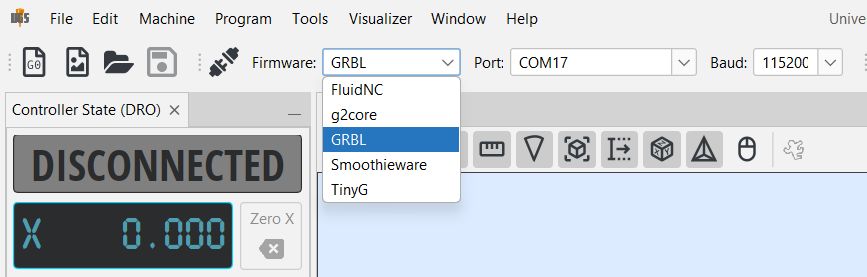 UGS File Edit Machine Program Tools Visualizer Window Help Unive
G0 Firmware: GRBL Port: COM17 Baud: 115200
Controller State (DRO)
FluidNC
g2core
GRBL
Smoothieware
TinyG
DISCONNECTED
X 0.000 Zero X